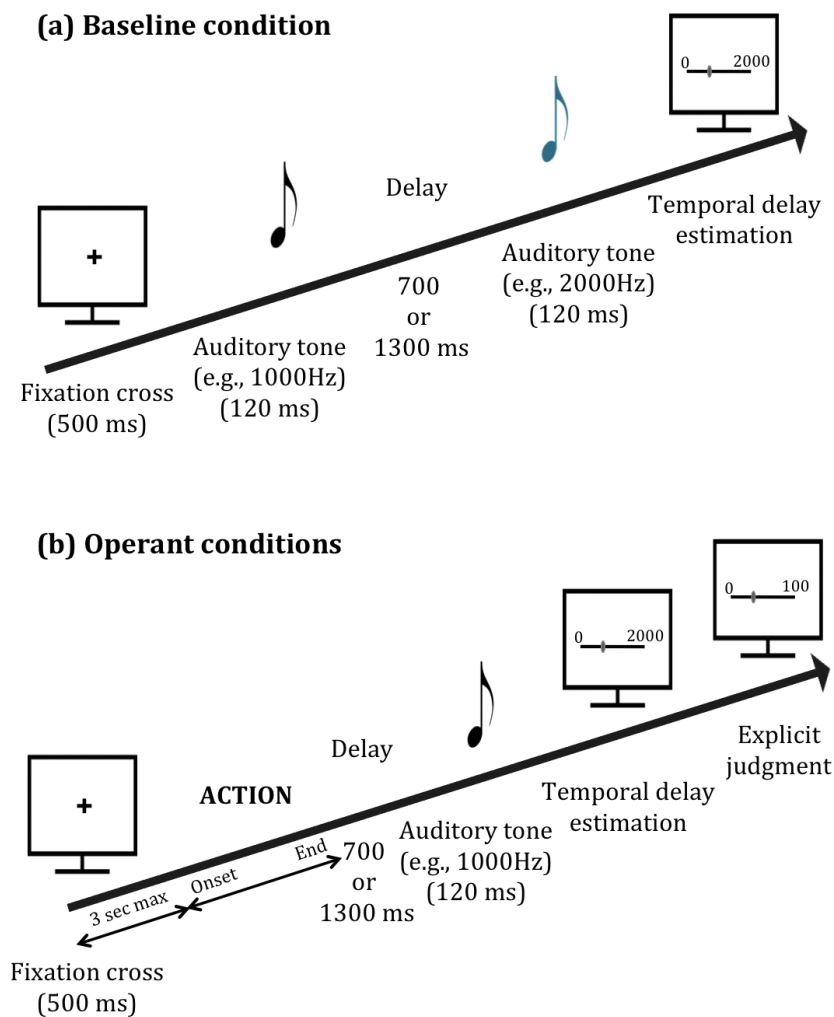 (a) Baseline condition
0 2000
+
Delay
Temporal delay
estimation
Auditory tone
(e.g., 2000Hz)
(120 ms)
700
or
1300 ms
Auditory tone
(e.g., 1000Hz)
(120 ms)
Fixation cross
(500 ms)
(b) Operant conditions
0 100
0 2000
+
Delay
ACTION
Explicit
judgment
Temporal delay
estimation
Auditory tone
(e.g., 1000Hz)
(120 ms)
700
or
1300 ms
End
Onset
3 sec max
Fixation cross
(500 ms)